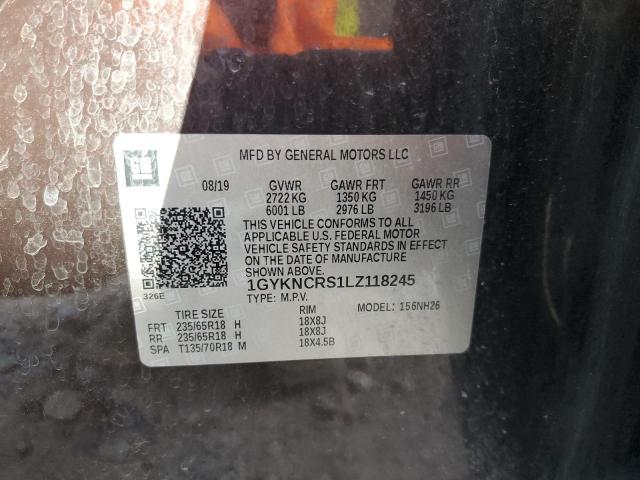 MFD BY GENERAL MOTORS LLC
08/19 GVWR GAWR FRT GAWR RR
2722 KG 1350 KG 1450 KG
6001 LB 2976 LB 3196 LB
THIS VEHICLE CONFORMS TO ALL
APPLICABLE U.S. FEDERAL MOTOR
VEHICLE SAFETY STANDARDS IN EFFECT
ON THE DATE OF MANUFACTURE
SHOWN ABOVE.
1GYKNCRS1LZ118245
326E
TYPE: M.P.V.
TIRE SIZE RIM MODEL: 156NH26
FRT 235/65R18 H 18X8J
RR 235/65R18 H 18X8J
SPA T135/70R18 M 18X4.5B